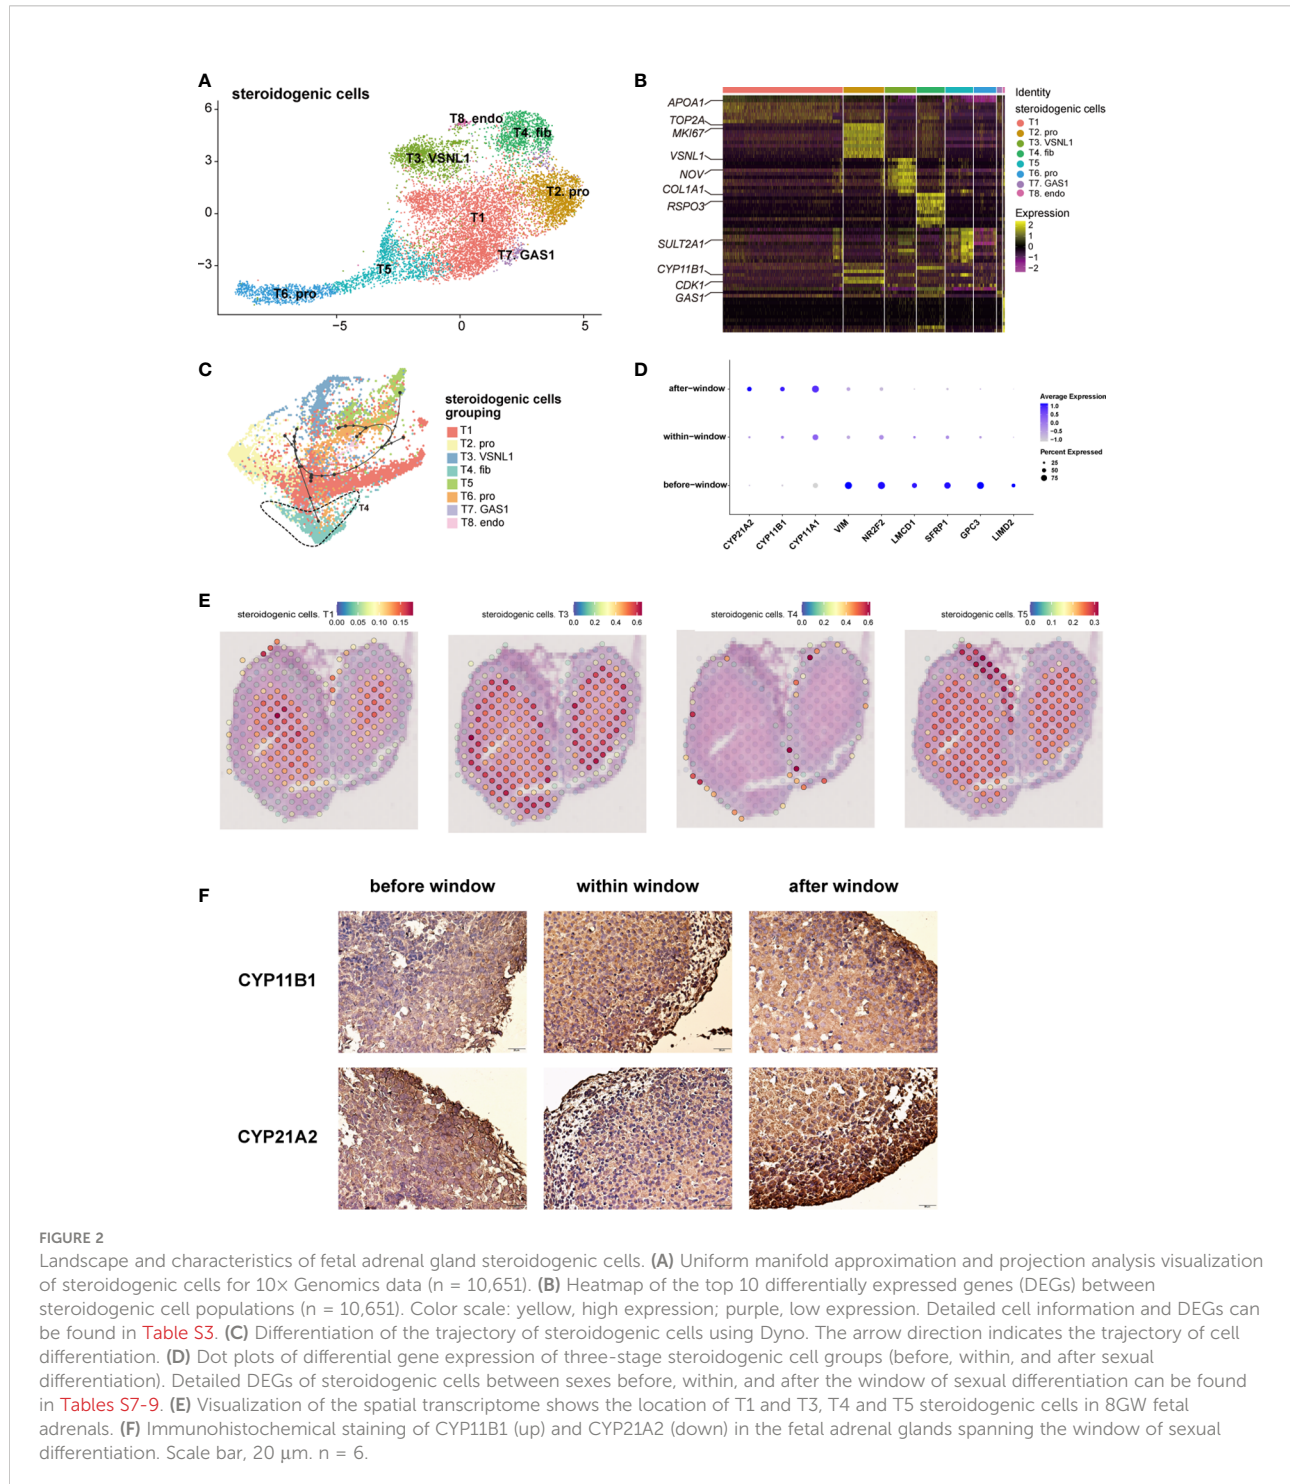 A
steroidogenic cells
6
3
0
−3
−5
0
5
T8. endo
T4. fib
T3. VSNL1
T2. pro
T1
T7. GAS1
T5
T6. pro
B
APOA1
TOP2A
MKI67
VSNL1
NOV
COL1A1
RSPO3
SULT2A1
CYP11B1
CDK1
GAS1
Identity
steroidogenic cells
T1
T2. pro
T3. VSNL1
T4. fib
T5
T6. pro
T7. GAS1
T8. endo
Expression
2
1
0
−1
−2
C
T4
steroidogenic cells
grouping
T1
T2. pro
T3. VSNL1
T4. fib
T5
T6. pro
T7. GAS1
T8. endo
D
after−window
within−window
before−window
CYP21A2
CYP11B1
CYP11A1
VIM
NR2F2
LMCD1
SFRP1
GPC3
LIMD2
Average Expression
1.0
0.5
0.0
−0.5
−1.0
Percent Expressed
25
50
75
E
steroidogenic cells. T1
0.00 0.05 0.10 0.15
steroidogenic cells. T3
0.0 0.2 0.4 0.6
steroidogenic cells. T4
0.0 0.2 0.4 0.6
steroidogenic cells. T5
0.0 0.1 0.2 0.3
F
before window within window after window
CYP11B1
CYP21A2
FIGURE 2
Landscape and characteristics of fetal adrenal gland steroidogenic cells. (A) Uniform manifold approximation and projection analysis visualization
of steroidogenic cells for 10× Genomics data (n = 10,651). (B) Heatmap of the top 10 differentially expressed genes (DEGs) between
steroidogenic cell populations (n = 10,651). Color scale: yellow, high expression; purple, low expression. Detailed cell information and DEGs can
be found in Table S3. (C) Differentiation of the trajectory of steroidogenic cells using Dyno. The arrow direction indicates the trajectory of cell
differentiation. (D) Dot plots of differential gene expression of three-stage steroidogenic cell groups (before, within, and after sexual
differentiation). Detailed DEGs of steroidogenic cells between sexes before, within, and after the window of sexual differentiation can be found
in Tables S7-9. (E) Visualization of the spatial transcriptome shows the location of T1 and T3, T4 and T5 steroidogenic cells in 8GW fetal
adrenals. (F) Immunohistochemical staining of CYP11B1 (up) and CYP21A2 (down) in the fetal adrenal glands spanning the window of sexual
differentiation. Scale bar, 20 μm. n = 6.